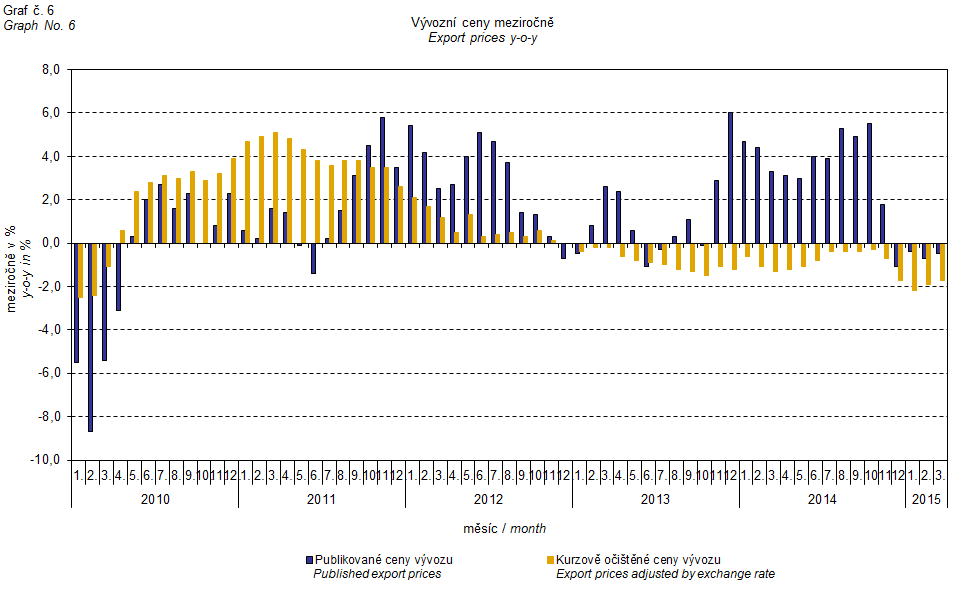 Graf č. 6
Graph No. 6
Vývozní ceny meziročně
Export prices y-o-y
8,0
6,0
4,0
2,0
0,0
-2,0
-4,0
-6,0
-8,0
-10,0
meziročně v %
y-o-y in %
1. 2. 3. 4. 5. 6. 7. 8. 9. 10 11 12 1. 2. 3. 4. 5. 6. 7. 8. 9. 10 11 12 1. 2. 3. 4. 5. 6. 7. 8. 9. 10 11 12 1. 2. 3. 4. 5. 6. 7. 8. 9. 10 11 12 1. 2. 3. 4. 5. 6. 7. 8. 9. 10 11 12 1. 2. 3.
2010 2011 2012 2013 2014 2015
měsíc / month
Publikované ceny vývozu Kurzově očištěné ceny vývozu
Published export prices Export prices adjusted by exchange rate